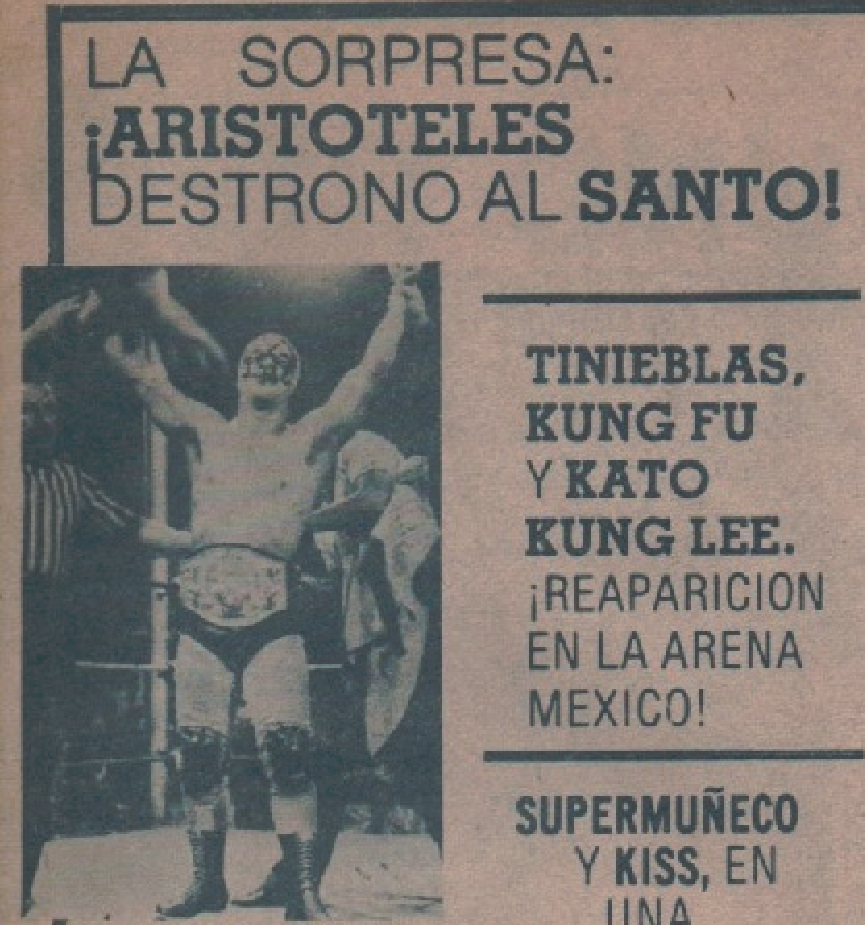 LA SORPRESA:
¡ARISTOTELES
DESTRONO AL SANTO!
TINIEBLAS,
KUNG FU
Y KATO
KUNG LEE.
¡REAPARICION
EN LA ARENA
MEXICO!
SUPERMUÑECO
Y KISS, EN
UNA